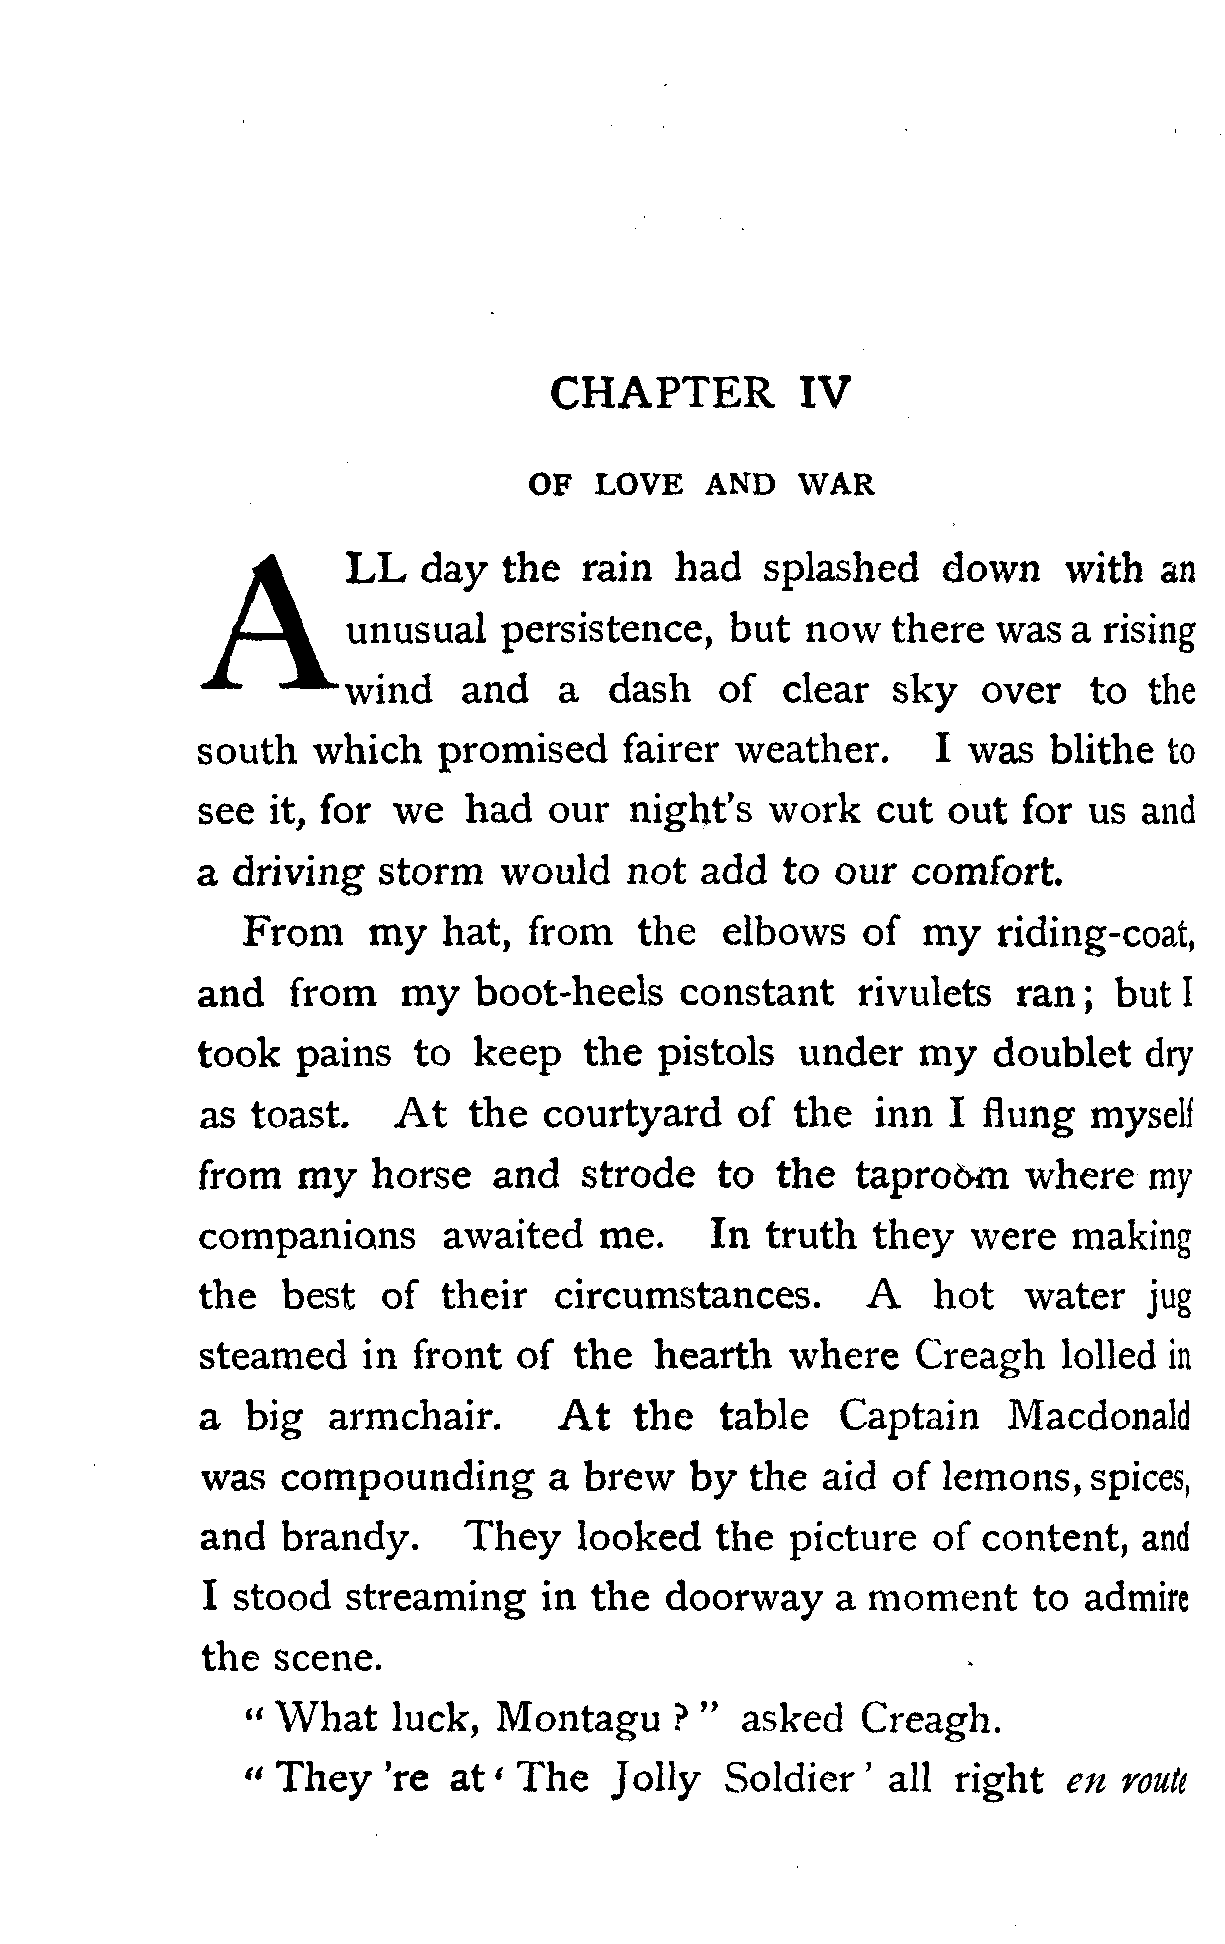 CHAPTER IV
OF LOVE AND WAR
ALL day the rain had splashed down with an
unusual persistence, but now there was a rising
wind and a dash of clear sky over to the
south which promised fairer weather. I was blithe to
see it, for we had our night's work cut out for us and
a driving storm would not add to our comfort.
From my hat, from the elbows of my riding-coat,
and from my boot-heels constant rivulets ran; but I
took pains to keep the pistols under my doublet dry
as toast. At the courtyard of the inn I flung myself
from my horse and strode to the taproom where my
companions awaited me. In truth they were making
the best of their circumstances. A hot water jug
steamed in front of the hearth where Creagh lolled in
a big armchair. At the table Captain Macdonald
was compounding a brew by the aid of lemons, spices,
and brandy. They looked the picture of content, and
I stood streaming in the doorway a moment to admire
the scene.
"What luck, Montagu?" asked Creagh.
"They 're at 'The Jolly Soldier' all right en route